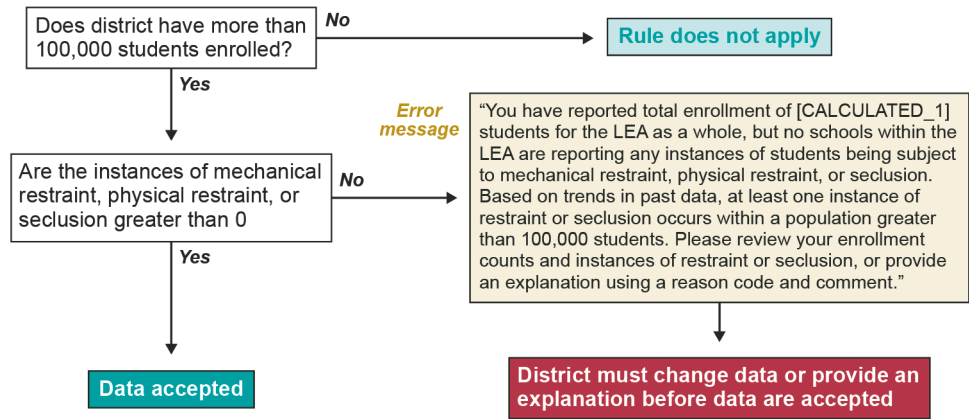 Does district have more than
100,000 students enrolled?
No
Rule does not apply
Yes
Error
message
“You have reported total enrollment of [CALCULATED_1]
students for the LEA as a whole, but no schools within the
LEA are reporting any instances of students being subject
to mechanical restraint, physical restraint, or seclusion.
Based on trends in past data, at least one instance of
restraint or seclusion occurs within a population greater
than 100,000 students. Please review your enrollment
counts and instances of restraint or seclusion, or provide
an explanation using a reason code and comment.”
Are the instances of mechanical
restraint, physical restraint, or
seclusion greater than 0
No
Yes
Data accepted
District must change data or provide an
explanation before data are accepted